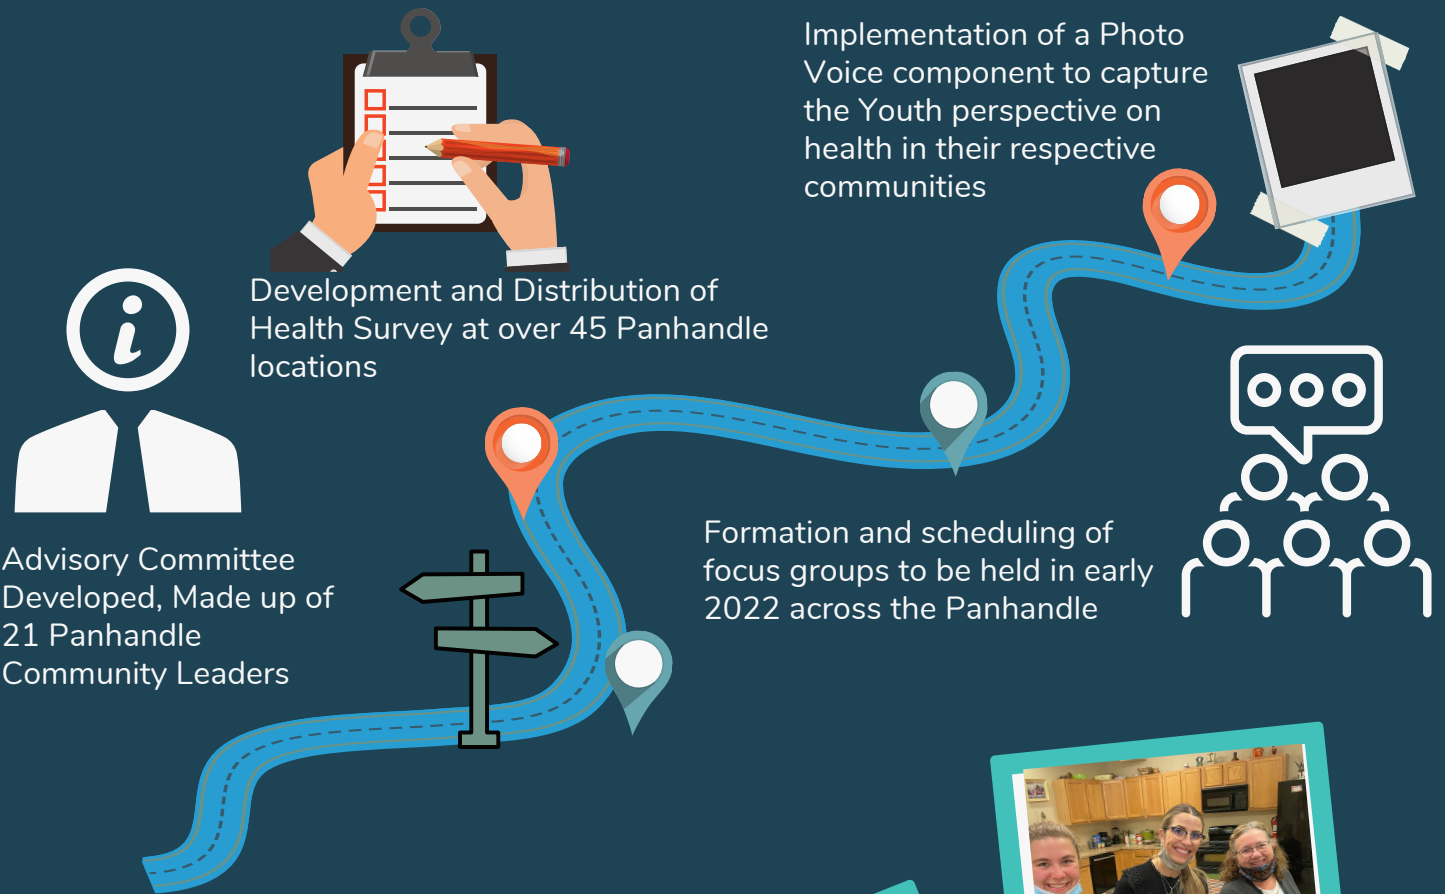 Implementation of a Photo
Voice component to capture
the Youth perspective on
health in their respective
communities
Development and Distribution of
Health Survey at over 45 Panhandle
locations
Advisory Committee
Developed, Made up of
21 Panhandle
Community Leaders
Formation and scheduling of
focus groups to be held in early
2022 across the Panhandle